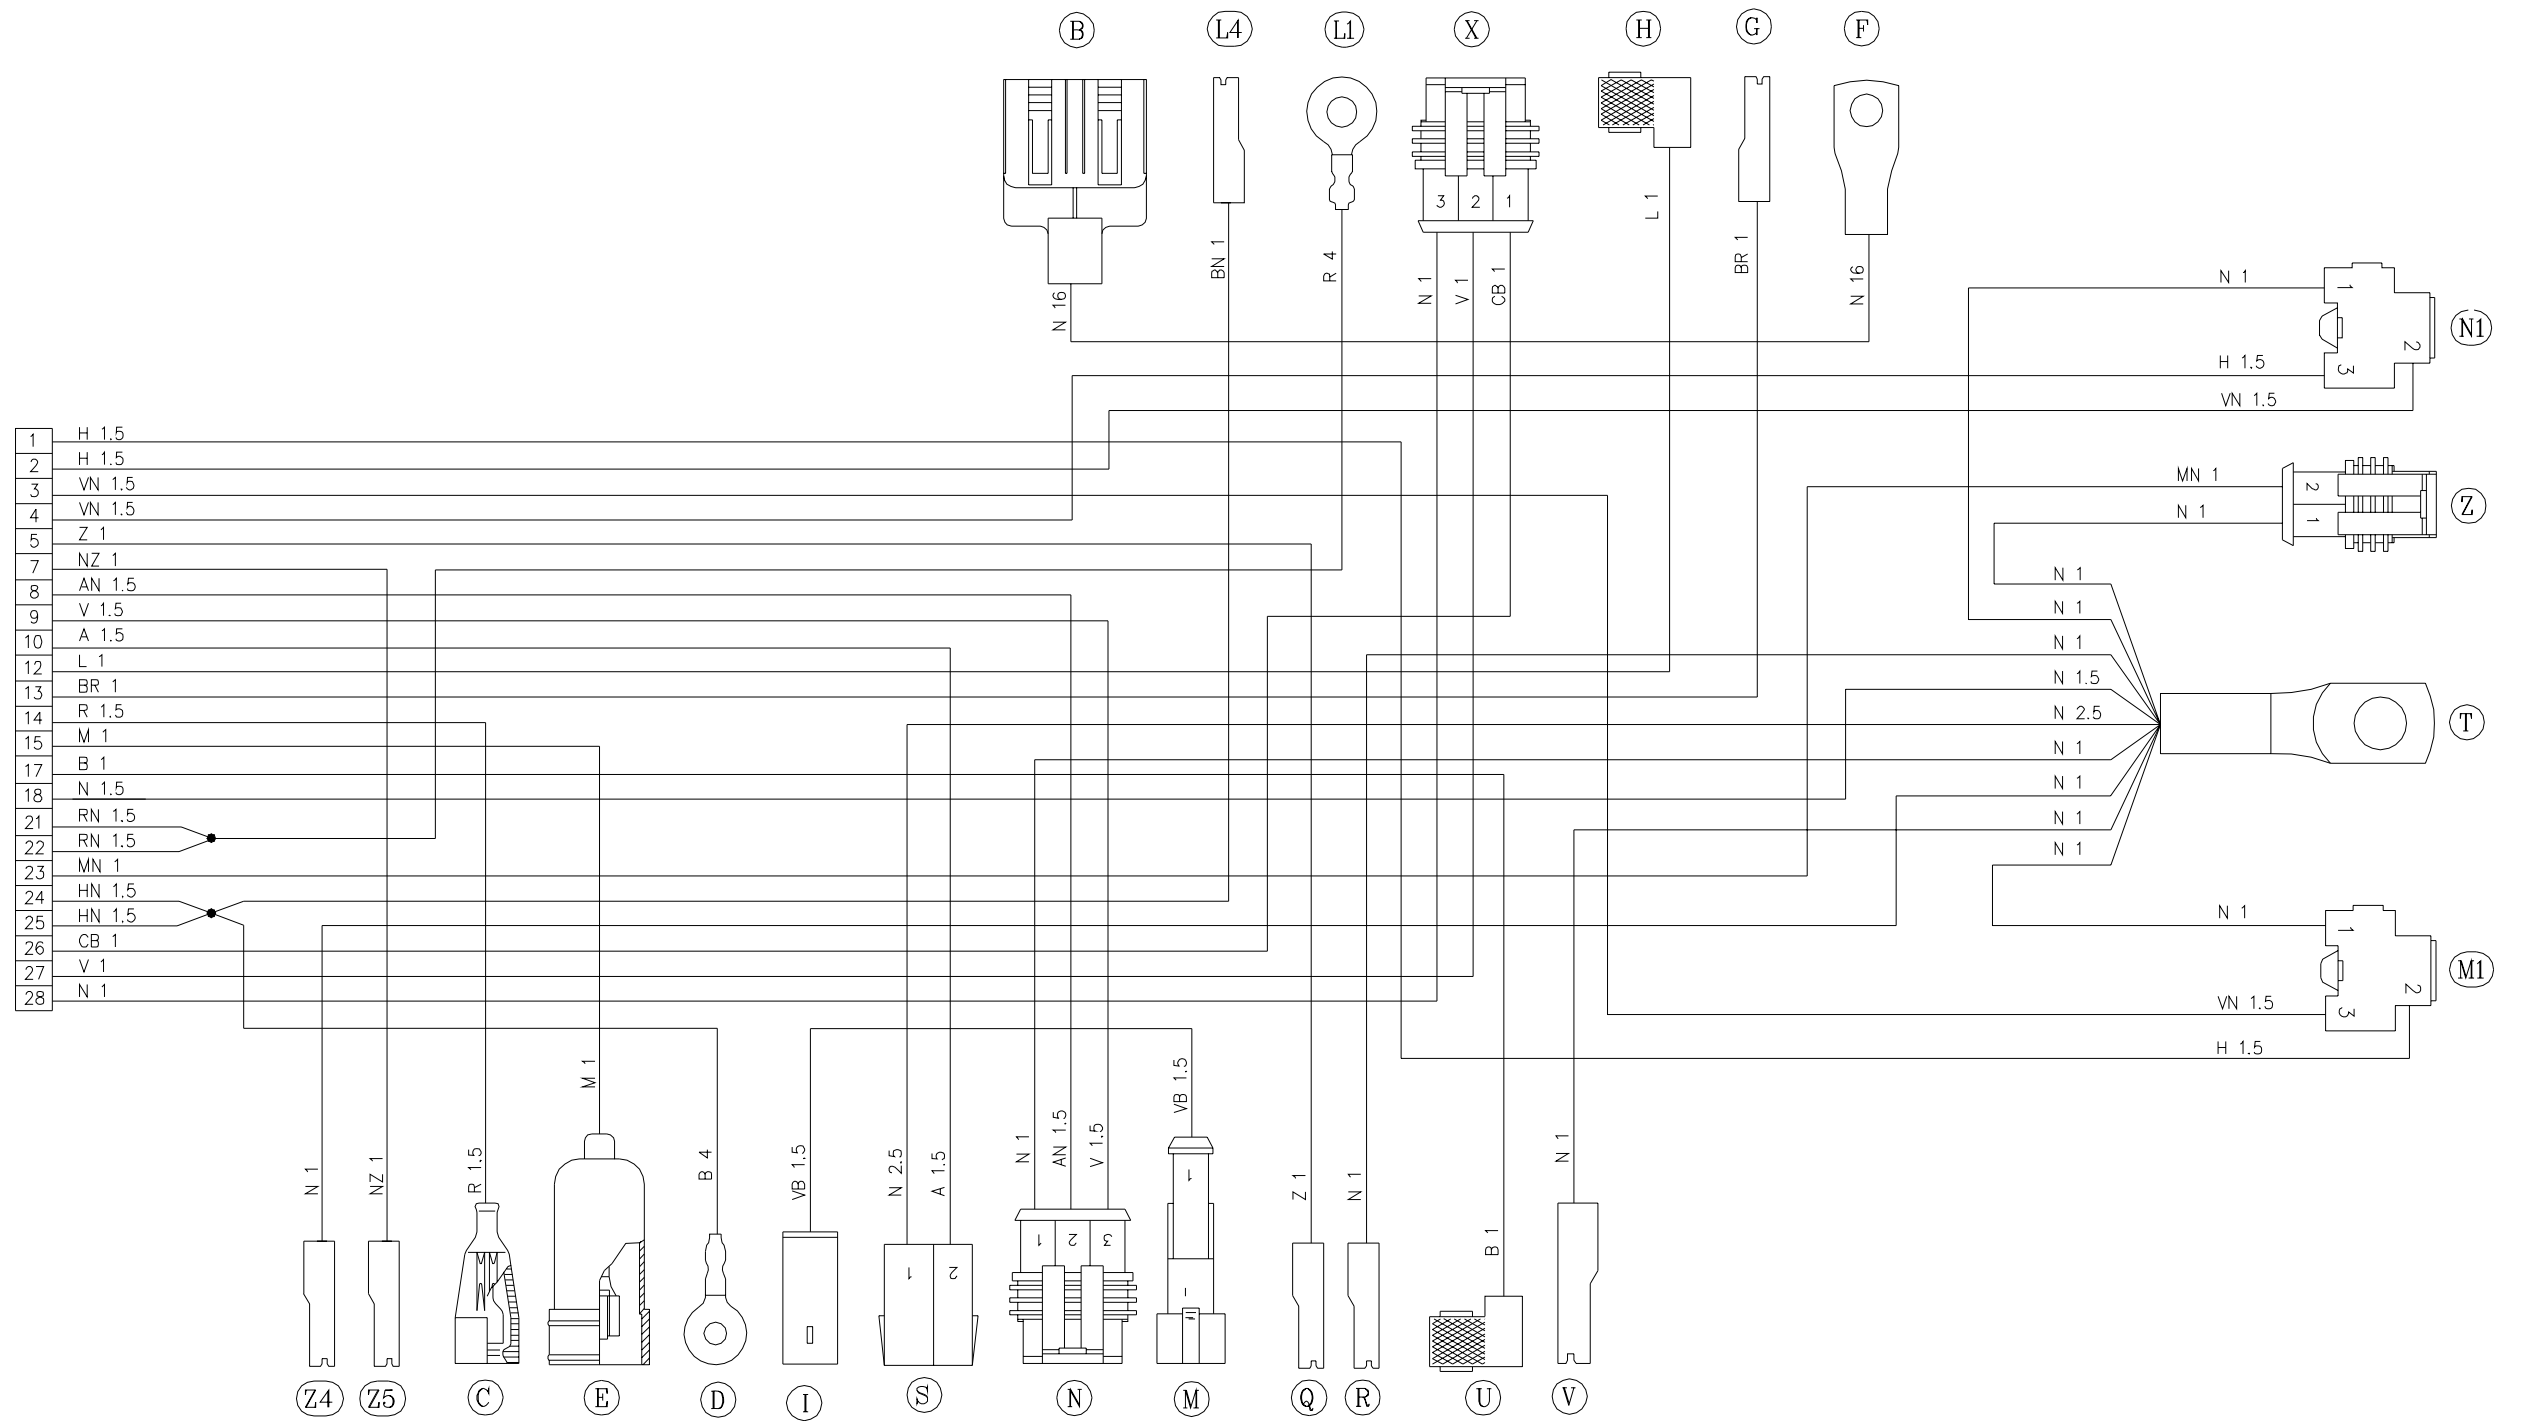 B L4 L1 X H G F
3 2 1
L 1
BN 1
R 4
BR 1
N 16
N 1
V 1
CB 1
N 16
N 1
1
N1
2
H 1.5
3
VN 1.5
1 H 1.5
2 H 1.5
3 VN 1.5
4 VN 1.5
5 Z 1
7 NZ 1
8 AN 1.5
9 V 1.5
10 A 1.5
12 L 1
13 BR 1
14 R 1.5
15 M 1
17 B 1
18 N 1.5
21 RN 1.5
22 RN 1.5
23 MN 1
24 HN 1.5
25 HN 1.5
26 CB 1
27 V 1
28 N 1
MN 1
2
Z
N 1
1
N 1
N 1
N 1
N 1.5
N 2.5
T
N 1
N 1
N 1
N 1
N 1
1
M1
2
VN 1.5
3
H 1.5
M 1
VB 1.5
N 1
AN 1.5
V 1.5
N 1
NZ 1
R 1.5
B 4
VB 1.5
N 2.5
A 1.5
Z 1
N 1
N 1
B 1
1
1 2 3
1 2
Z4 Z5 C E D I S N M Q R U V